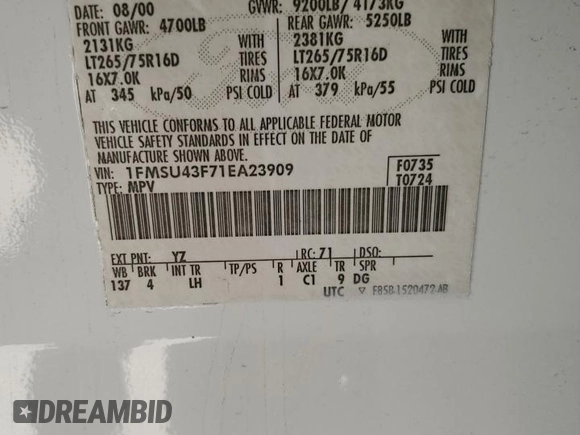 DATE: 08/00 GVWR: 9200LB/ 4173KG
FRONT GAWR: 4700LB REAR GAWR: 5250LB
2131KG WITH 2381KG WITH
LT265/75R16D TIRES LT265/75R16D TIRES
16X7.0K RIMS 16X7.0K RIMS
AT 345 kPa/50 PSI COLD AT 379 kPa/55 PSI COLD
THIS VEHICLE CONFORMS TO ALL APPLICABLE FEDERAL MOTOR
VEHICLE SAFETY STANDARDS IN EFFECT ON THE DATE OF
MANUFACTURE SHOWN ABOVE.
VIN: 1FMSU43F71EA23909 F0735
TYPE: MPV T0724
EXT PNT: YZ RC: 71 DSO:
WB BRK INT TR TP/PS R AXLE TR SPR
137 4 LH 1 C1 9 DG
UTC F85B-1520472-AB
DREAMBID